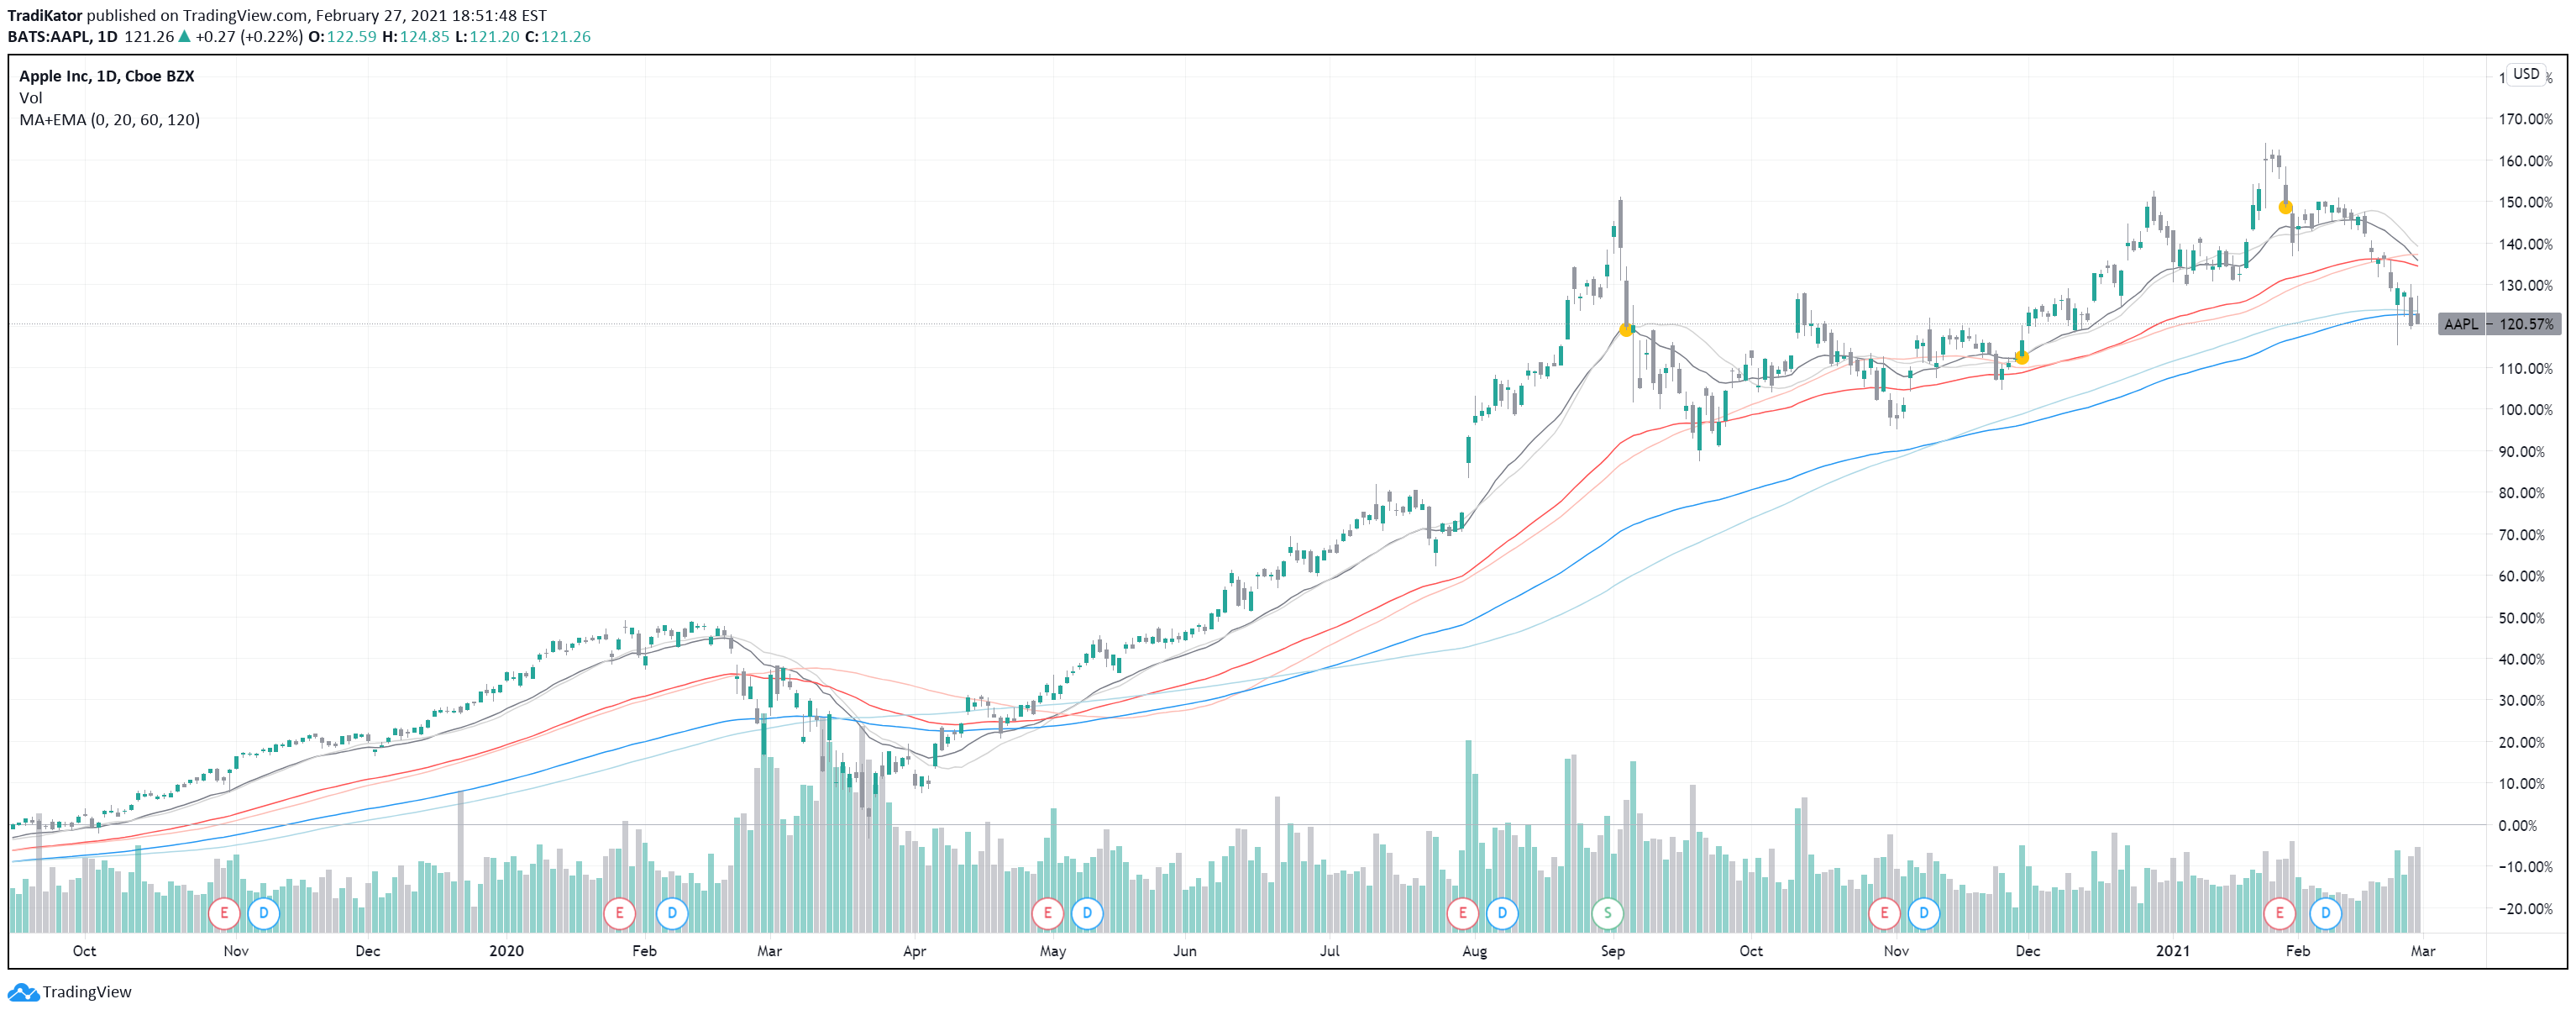 TradiKator published on TradingView.com, February 27, 2021 18:51:48 EST
BATS:AAPL, 1D 121.26 ▲ +0.27 (+0.22%) O:122.59 H:124.85 L:121.20 C:121.26
Apple Inc, 1D, Cboe BZX
Vol
MA+EMA (0, 20, 60, 120)
USD
170.00%
160.00%
150.00%
140.00%
130.00%
AAPL 120.57%
110.00%
100.00%
90.00%
80.00%
70.00%
60.00%
50.00%
40.00%
30.00%
20.00%
10.00%
0.00%
−10.00%
−20.00%
E D E D E D E D S E D E D
Oct Nov Dec 2020 Feb Mar Apr May Jun Jul Aug Sep Oct Nov Dec 2021 Feb Mar
TradingView